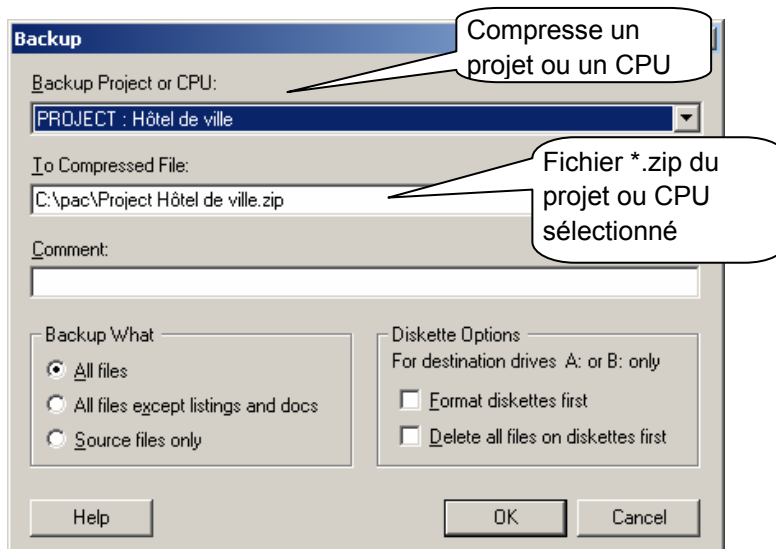 Backup
Compresse un
projet ou un CPU
Backup Project or CPU:
PROJECT : Hôtel de ville
To Compressed File:
C:\pac\Project Hôtel de ville.zip
Fichier *.zip du
projet ou CPU
sélectionné
Comment:
Backup What
All files
All files except listings and docs
Source files only
Diskette Options
For destination drives A: or B: only
Format diskettes first
Delete all files on diskettes first
Help
OK
Cancel